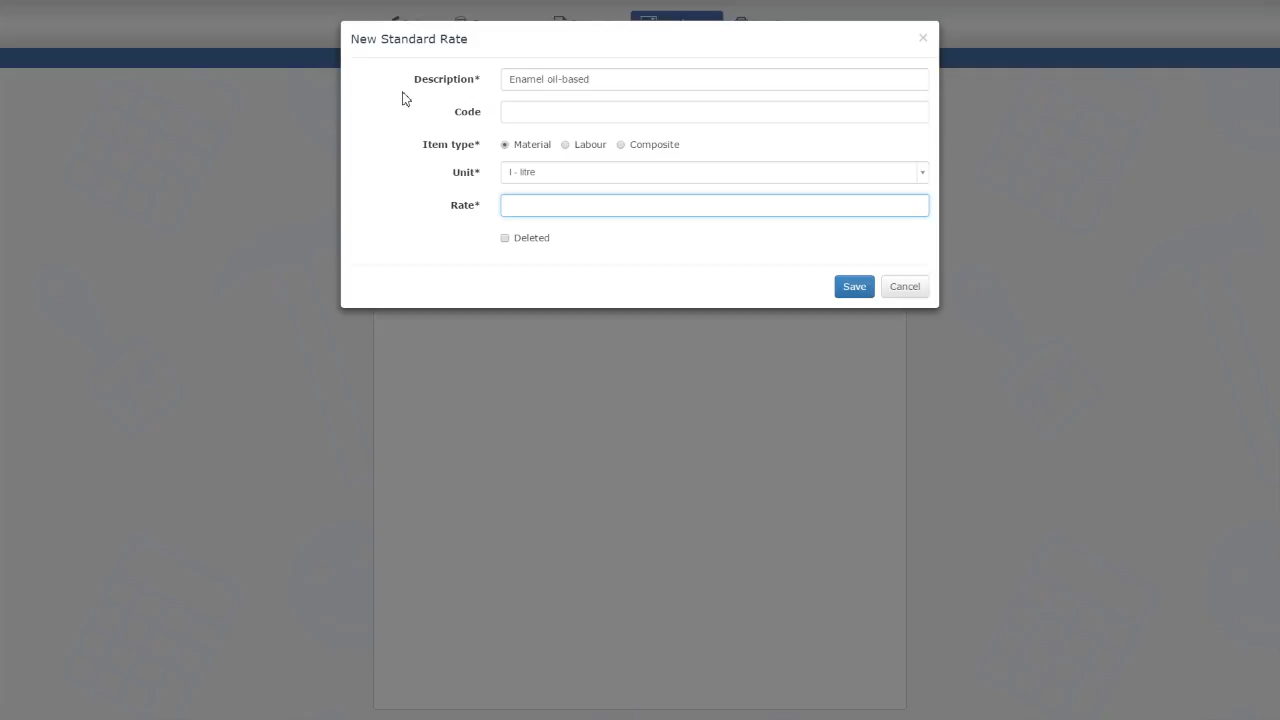 New Standard Rate ×
Description* Enamel oil-based
Code
Item type* Material Labour Composite
Unit* l - litre
Rate*
Deleted
Save Cancel